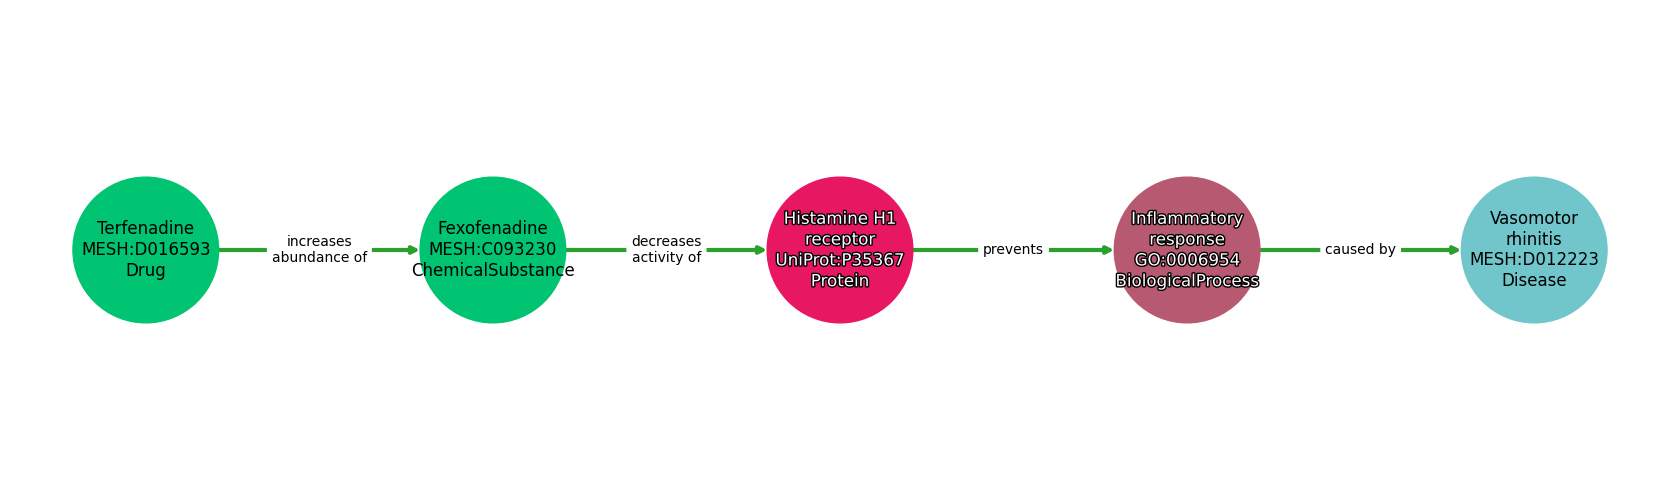 Terfenadine
MESH:D016593
Drug
increases
abundance of
Fexofenadine
MESH:C093230
ChemicalSubstance
decreases
activity of
Histamine H1
receptor
UniProt:P35367
Protein
prevents
Inflammatory
response
GO:0006954
BiologicalProcess
caused by
Vasomotor
rhinitis
MESH:D012223
Disease